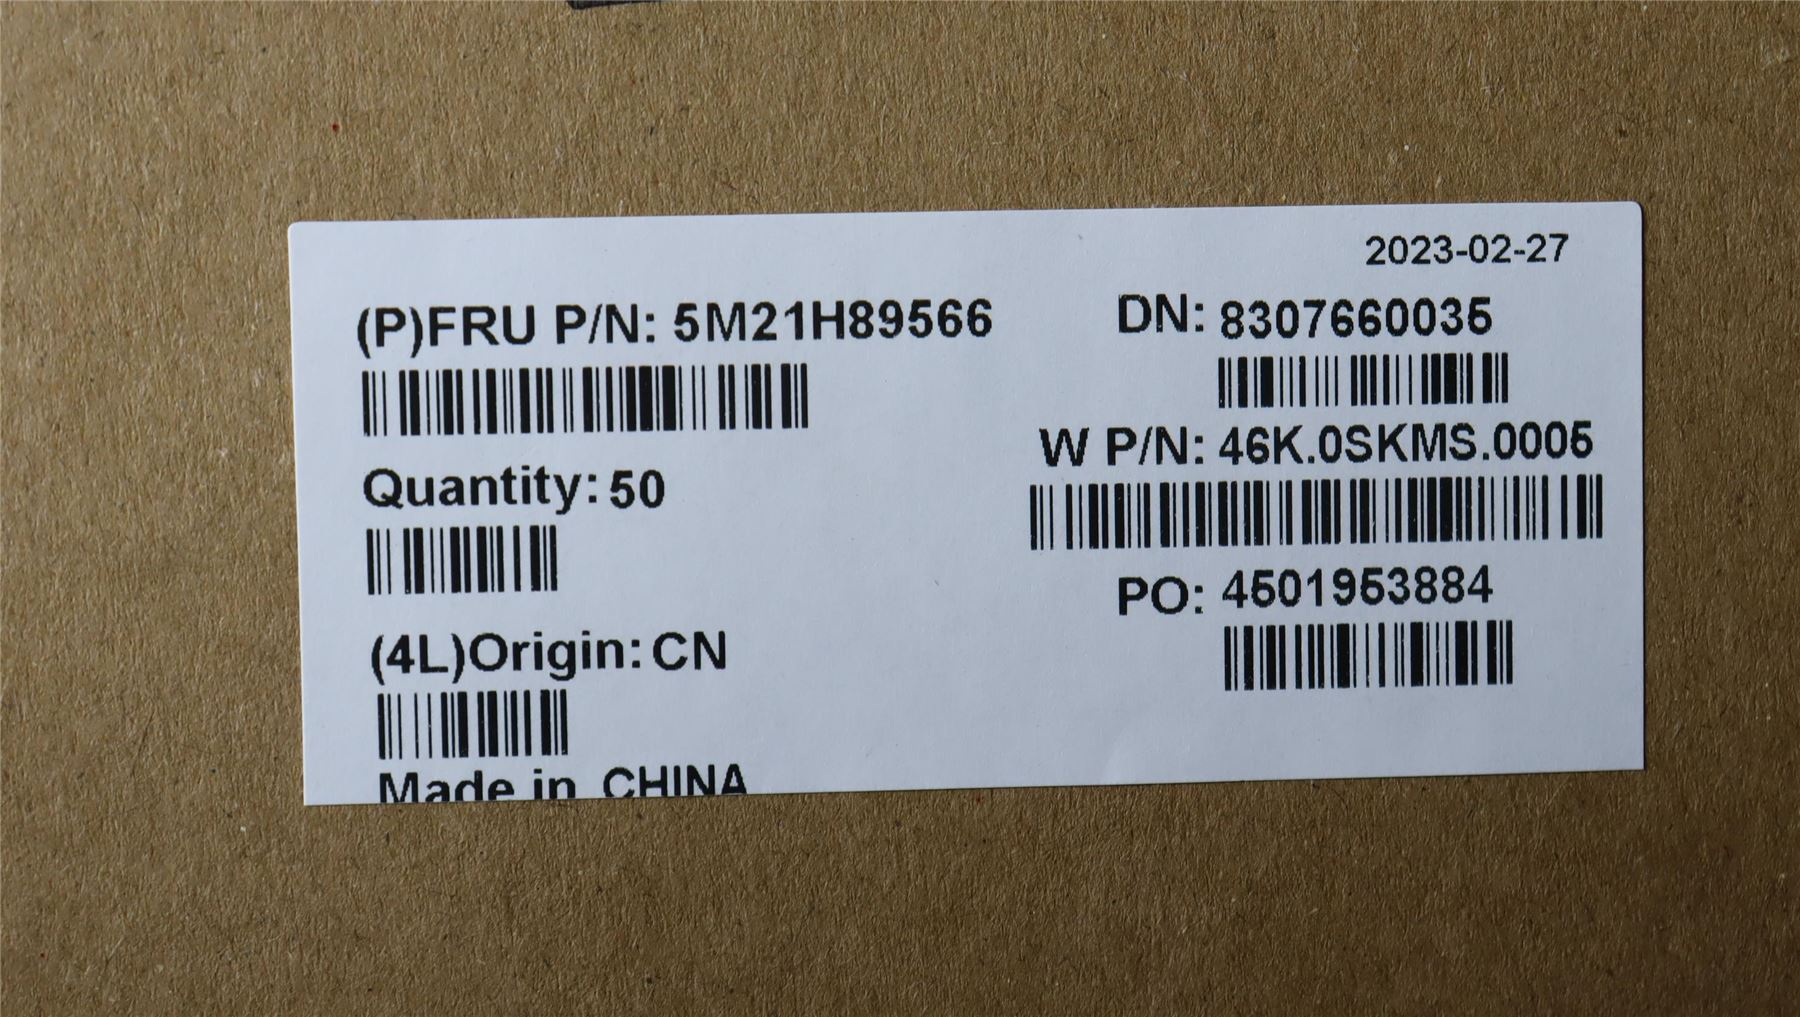 2023-02-27
(P)FRU P/N: 5M21H89566
DN: 8307660035
W P/N: 46K.0SKMS.0005
Quantity: 50
PO: 4501953884
(4L)Origin: CN
Made in CHINA